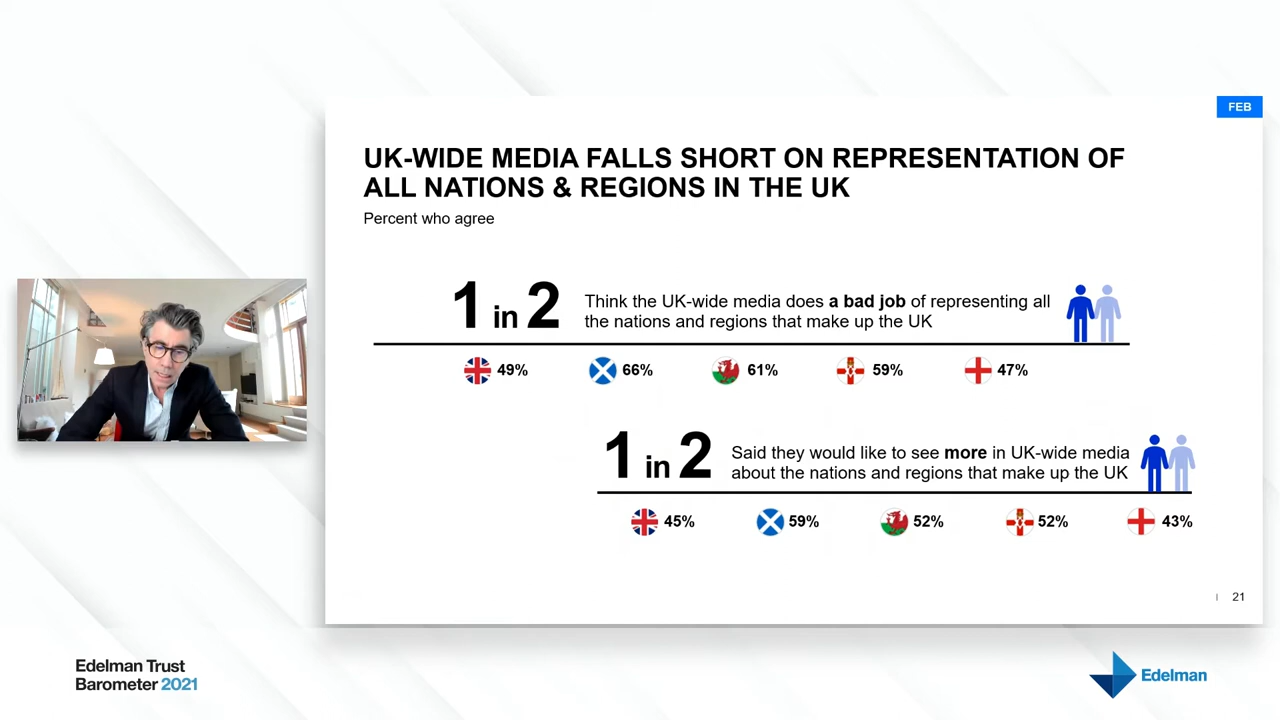 FEB
UK-WIDE MEDIA FALLS SHORT ON REPRESENTATION OF
ALL NATIONS & REGIONS IN THE UK
Percent who agree
1 in 2
Think the UK-wide media does a bad job of representing all
the nations and regions that make up the UK
49% 66% 61% 59% 47%
1 in 2
Said they would like to see more in UK-wide media
about the nations and regions that make up the UK
45% 59% 52% 52% 43%
21
Edelman Trust
Barometer 2021
Edelman